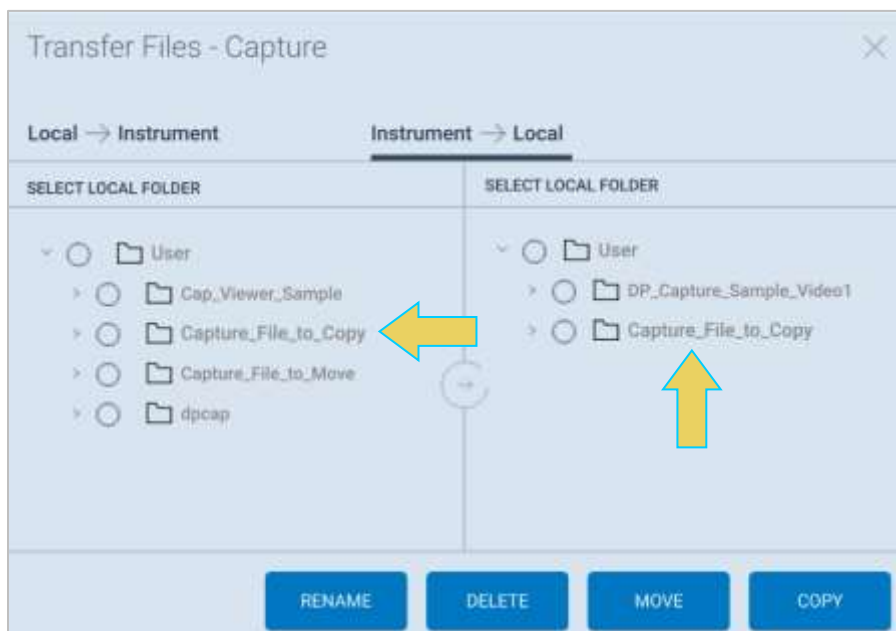 Transfer Files - Capture
Local → Instrument
Instrument → Local
SELECT LOCAL FOLDER
User
Cap_Viewer_Sample
Capture_File_to_Copy
Capture_File_to_Move
dpcap
SELECT LOCAL FOLDER
User
DP_Capture_Sample_Video1
Capture_File_to_Copy
RENAME
DELETE
MOVE
COPY